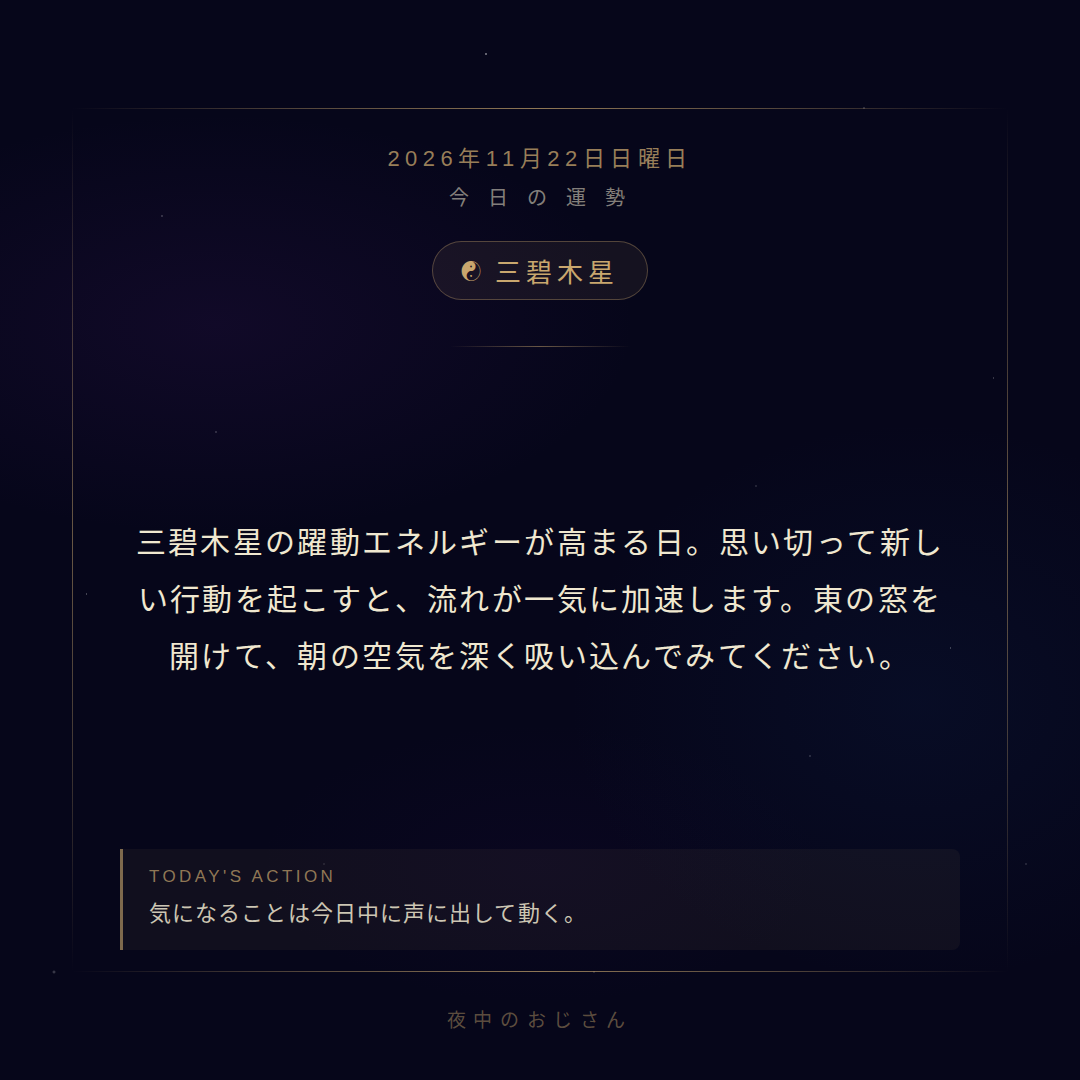 2026年11月22日日曜日
今日の運勢
☯ 三碧木星
三碧木星の躍動エネルギーが高まる日。思い切って新し
い行動を起こすと、流れが一気に加速します。東の窓を
開けて、朝の空気を深く吸い込んでみてください。
TODAY'S ACTION
気になることは今日中に声に出して動く。
夜中のおじさん